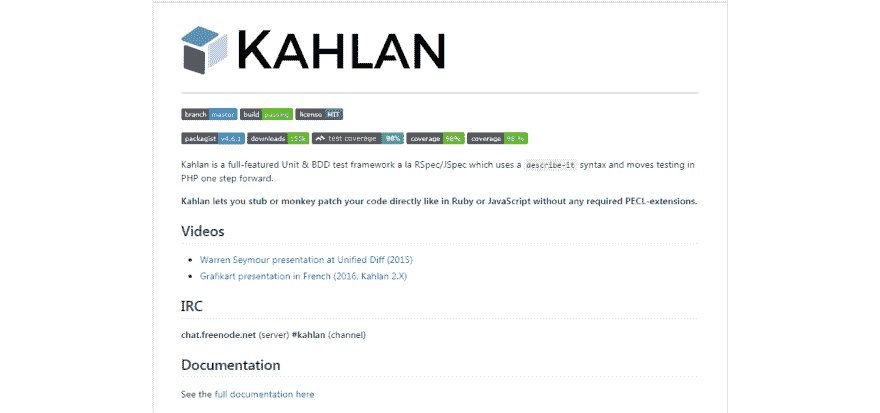 KAHLAN
branch master build passing license MIT
packagist v4.6.1 downloads 155k test coverage 90% coverage 98% coverage 98 %
Kahlan is a full-featured Unit & BDD test framework a la RSpec/JSpec which uses a describe-it syntax and moves testing in
PHP one step forward.
Kahlan lets you stub or monkey patch your code directly like in Ruby or JavaScript without any required PECL-extensions.
Videos
Warren Seymour presentation at Unified Diff (2015)
Grafikart presentation in French (2016, Kahlan 2.X)
IRC
chat.freenode.net (server) #kahlan (channel)
Documentation
See the full documentation here